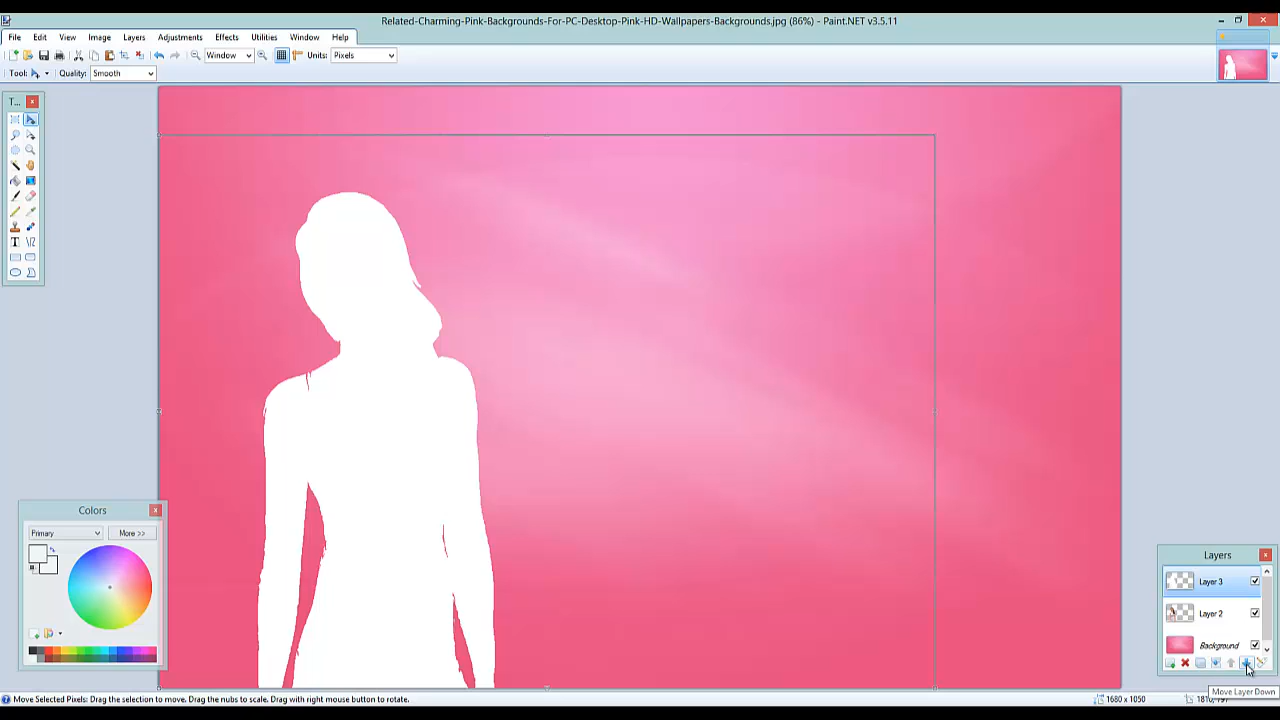 Related-Charming-Pink-Backgrounds-For-PC-Desktop-Pink-HD-Wallpapers-Backgrounds.jpg (86%) - Paint.NET v3.5.11
File Edit View Image Layers Adjustments Effects Utilities Window Help
Window Units: Pixels
Tool: Quality: Smooth
T...
Colors
Primary More >>
Layers
Layer 3
Layer 2
Background
Move Layer Down
Move Selected Pixels: Drag the selection to move. Drag the nubs to scale. Drag with right mouse button to rotate.
1680 x 1050